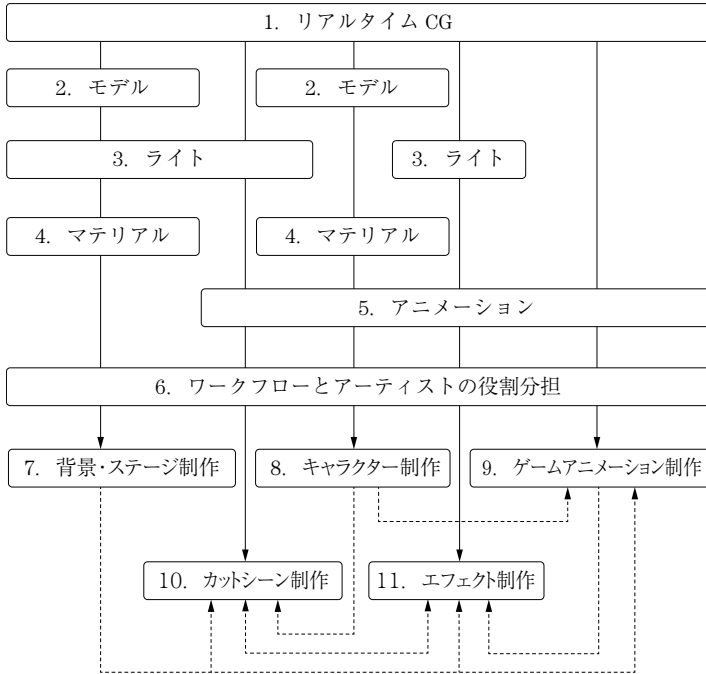 1. リアルタイム CG
2. モデル
2. モデル
3. ライト
3. ライト
4. マテリアル
4. マテリアル
5. アニメーション
6. ワークフローとアーティストの役割分担
7. 背景・ステージ制作
8. キャラクター制作
9. ゲームアニメーション制作
10. カットシーン制作
11. エフェクト制作